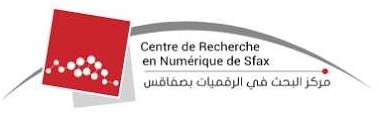 Centre de Recherche
en Numérique de Sfax
مركز البحث في الرقميات بصفاقس